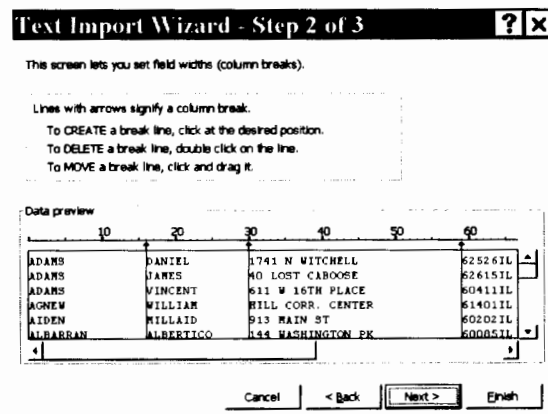 Text Import Wizard - Step 2 of 3 ? ×
This screen lets you set field widths (column breaks).
Lines with arrows signify a column break.
To CREATE a break line, click at the desired position.
To DELETE a break line, double click on the line.
To MOVE a break line, click and drag it.
Data preview
10 20 30 40 50 60
ADAMS DANIEL 1741 N WITCHELL 62526IL
ADAMS JAMES 40 LOST CABOOSE 62615IL
ADAMS VINCENT 611 W 16TH PLACE 60411IL
AGNEW WILLIAM HILL CORR. CENTER 61401IL
AIDEN MILLAID 913 MAIN ST 60202IL
ALBARRAN ALBERTICO 144 WASHINGTON PK 60085IL
Cancel < Back Next > Finish